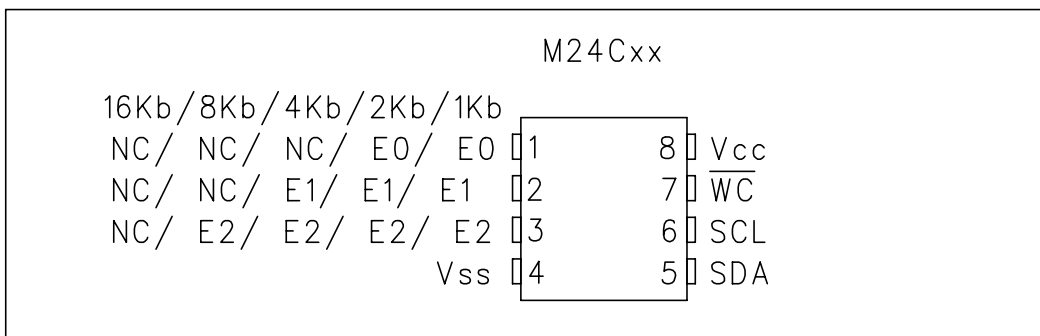 M24Cxx
16Kb/8Kb/4Kb/2Kb/1Kb
NC/ NC/ NC/ E0/ E0 1 8 Vcc
NC/ NC/ E1/ E1/ E1 2 7 W̅C̅
NC/ E2/ E2/ E2/ E2 3 6 SCL
Vss 4 5 SDA